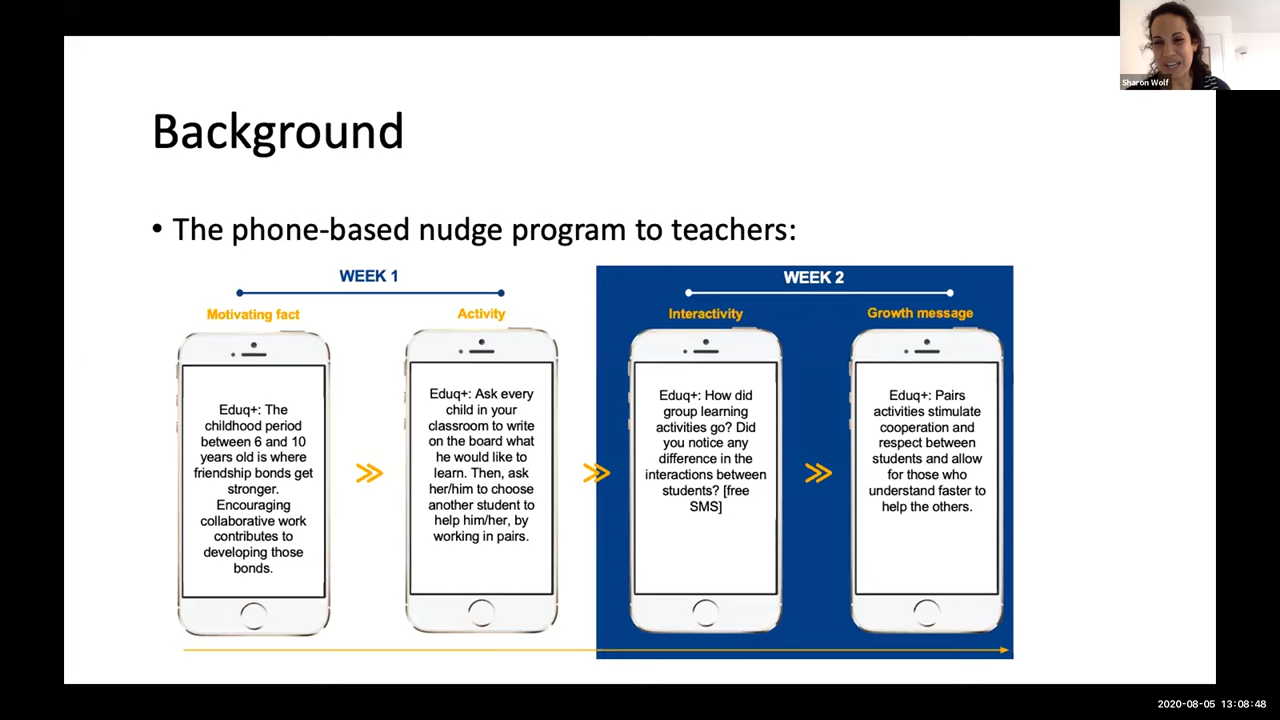 Sharon Wolf
Background
• The phone-based nudge program to teachers:
WEEK 1
Motivating fact
Activity
Eduq+: The
childhood period
between 6 and 10
years old is where
friendship bonds get
stronger.
Encouraging
collaborative work
contributes to
developing those
bonds.
Eduq+: Ask every
child in your
classroom to write
on the board what
he would like to
learn. Then, ask
her/him to choose
another student to
help him/her, by
working in pairs.
WEEK 2
Interactivity
Growth message
Eduq+: How did
group learning
activities go? Did
you notice any
difference in the
interactions between
students? [free
SMS]
Eduq+: Pairs
activities stimulate
cooperation and
respect between
students and allow
for those who
understand faster to
help the others.
2020-08-05 13:08:48